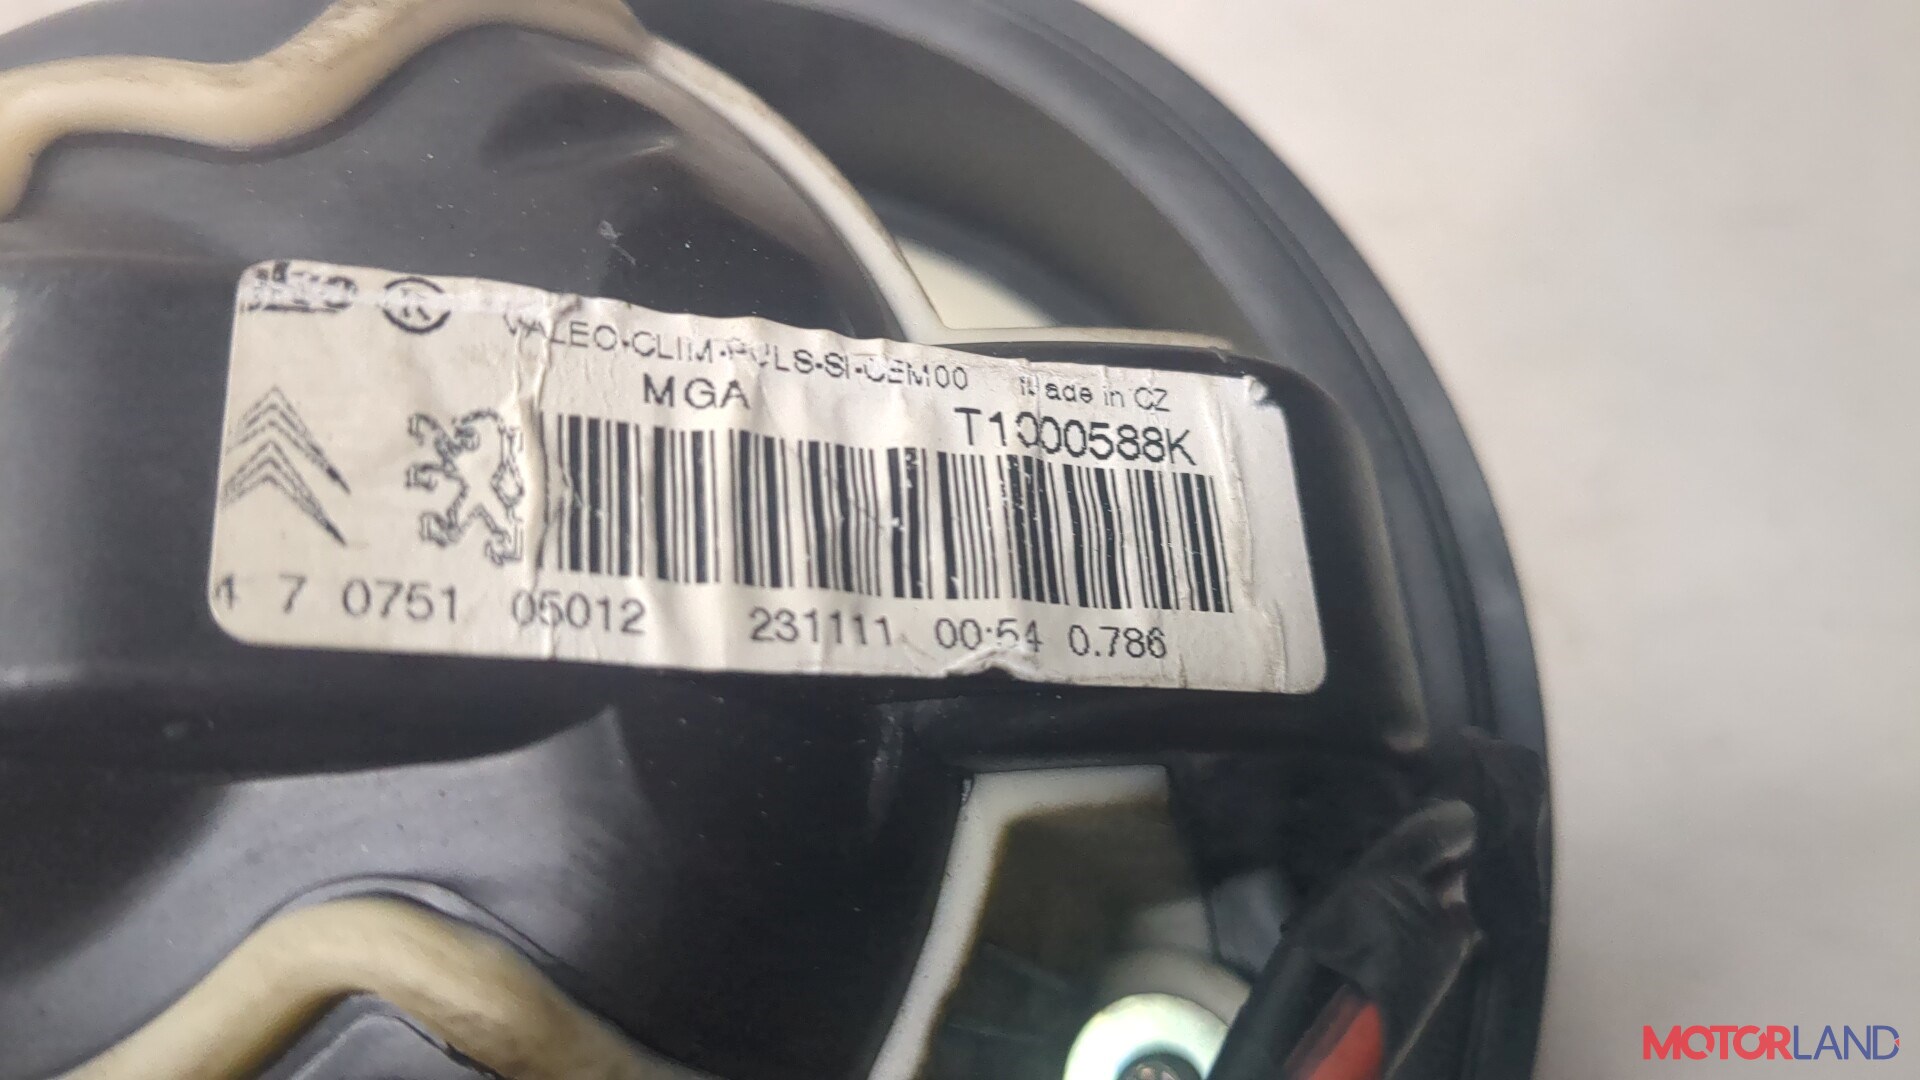 VALEO-CLIM-PULS-SI-CEM00
Made in CZ
MGA
T1000588K
7 0751 05012 231111 00:54 0.786
MOTORLAND